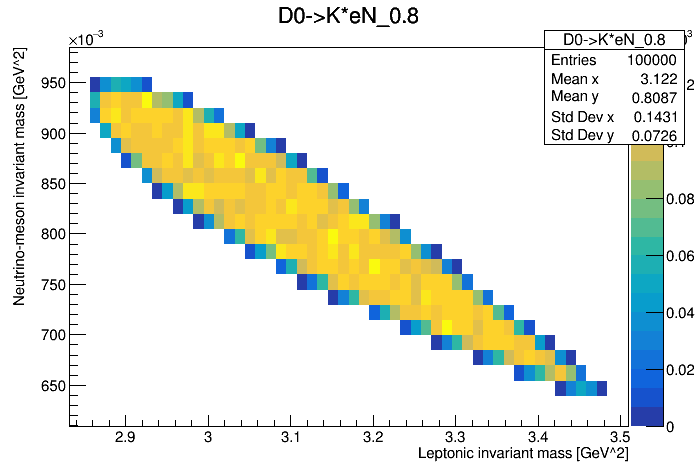 D0->K*eN_0.8
×10⁻³
D0->K*eN_0.8
Entries 100000
Mean x 3.122
Mean y 0.8087
Std Dev x 0.1431
Std Dev y 0.0726
Neutrino-meson invariant mass [GeV^2]
950
900
850
800
750
700
650
2.9
3
3.1
3.2
3.3
3.4
3.5
Leptonic invariant mass [GeV^2]
0.08
0.06
0.04
0.02
0